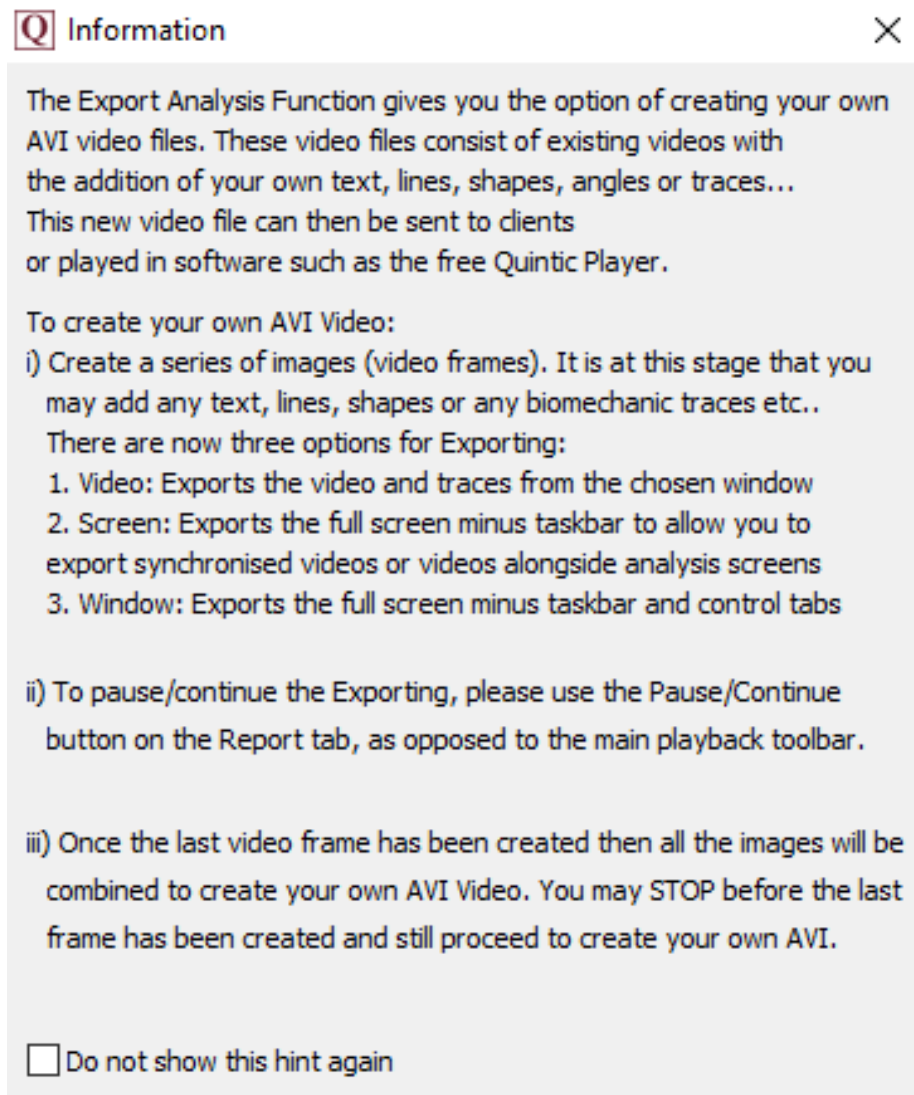 Q Information
The Export Analysis Function gives you the option of creating your own
AVI video files. These video files consist of existing videos with
the addition of your own text, lines, shapes, angles or traces...
This new video file can then be sent to clients
or played in software such as the free Quintic Player.
To create your own AVI Video:
i) Create a series of images (video frames). It is at this stage that you
may add any text, lines, shapes or any biomechanic traces etc..
There are now three options for Exporting:
1. Video: Exports the video and traces from the chosen window
2. Screen: Exports the full screen minus taskbar to allow you to
export synchronised videos or videos alongside analysis screens
3. Window: Exports the full screen minus taskbar and control tabs
ii) To pause/continue the Exporting, please use the Pause/Continue
button on the Report tab, as opposed to the main playback toolbar.
iii) Once the last video frame has been created then all the images will be
combined to create your own AVI Video. You may STOP before the last
frame has been created and still proceed to create your own AVI.
Do not show this hint again